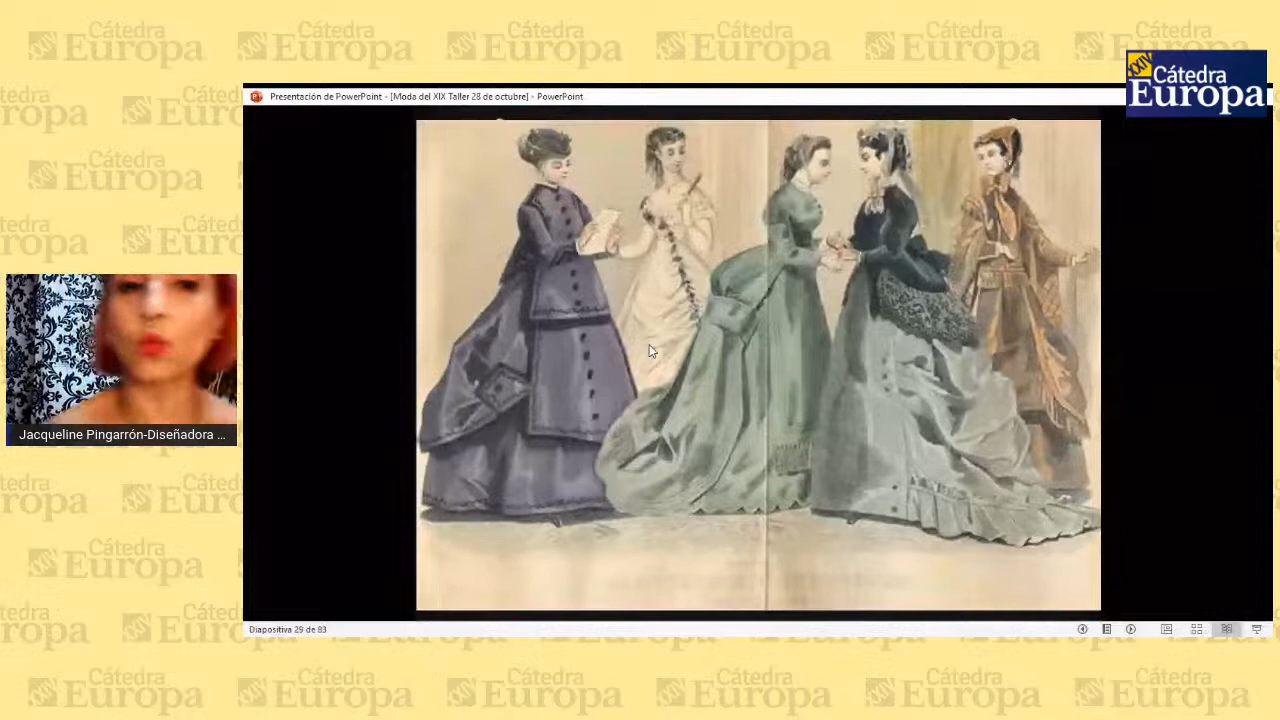 XXIV Cátedra
Europa
Presentación de PowerPoint - [Moda del XIX Taller 28 de octubre] - PowerPoint
Jacqueline Pingarrón-Diseñadora ...
Diapositiva 29 de 83